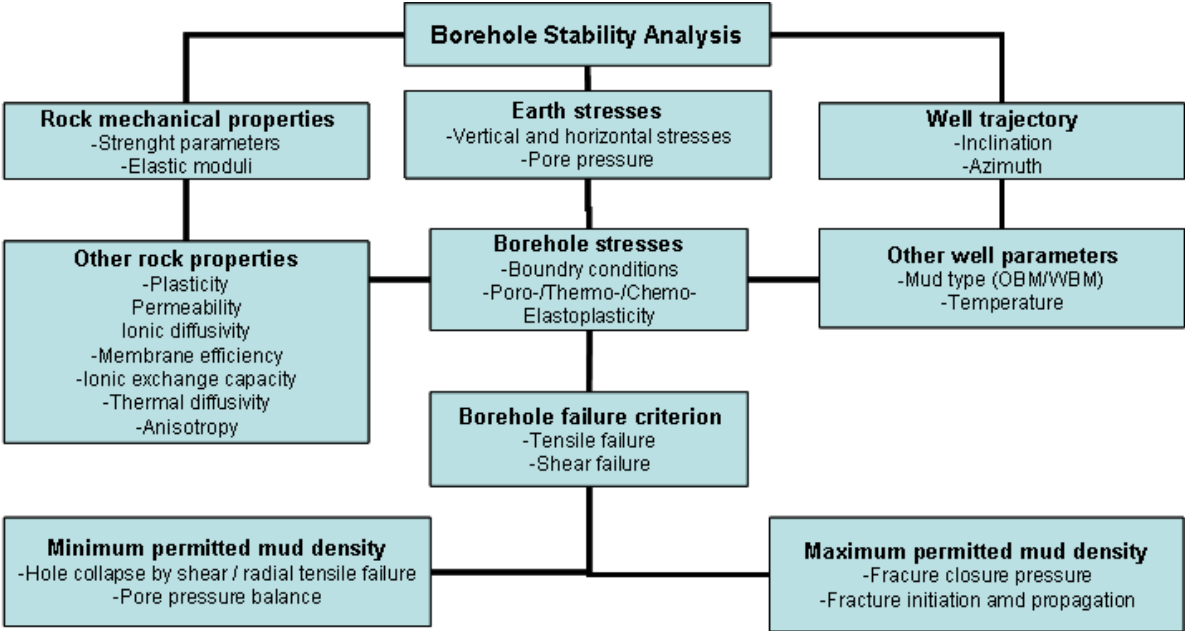 Borehole Stability Analysis
Rock mechanical properties
-Strenght parameters
-Elastic moduli
Earth stresses
-Vertical and horizontal stresses
-Pore pressure
Well trajectory
-Inclination
-Azimuth
Other rock properties
-Plasticity
Permeability
Ionic diffusivity
-Membrane efficiency
-Ionic exchange capacity
-Thermal diffusivity
-Anisotropy
Borehole stresses
-Boundry conditions
-Poro-/Thermo-/Chemo-
Elastoplasticity
Other well parameters
-Mud type (OBM/WBM)
-Temperature
Borehole failure criterion
-Tensile failure
-Shear failure
Minimum permitted mud density
-Hole collapse by shear / radial tensile failure
-Pore pressure balance
Maximum permitted mud density
-Fracure closure pressure
-Fracture initiation amd propagation